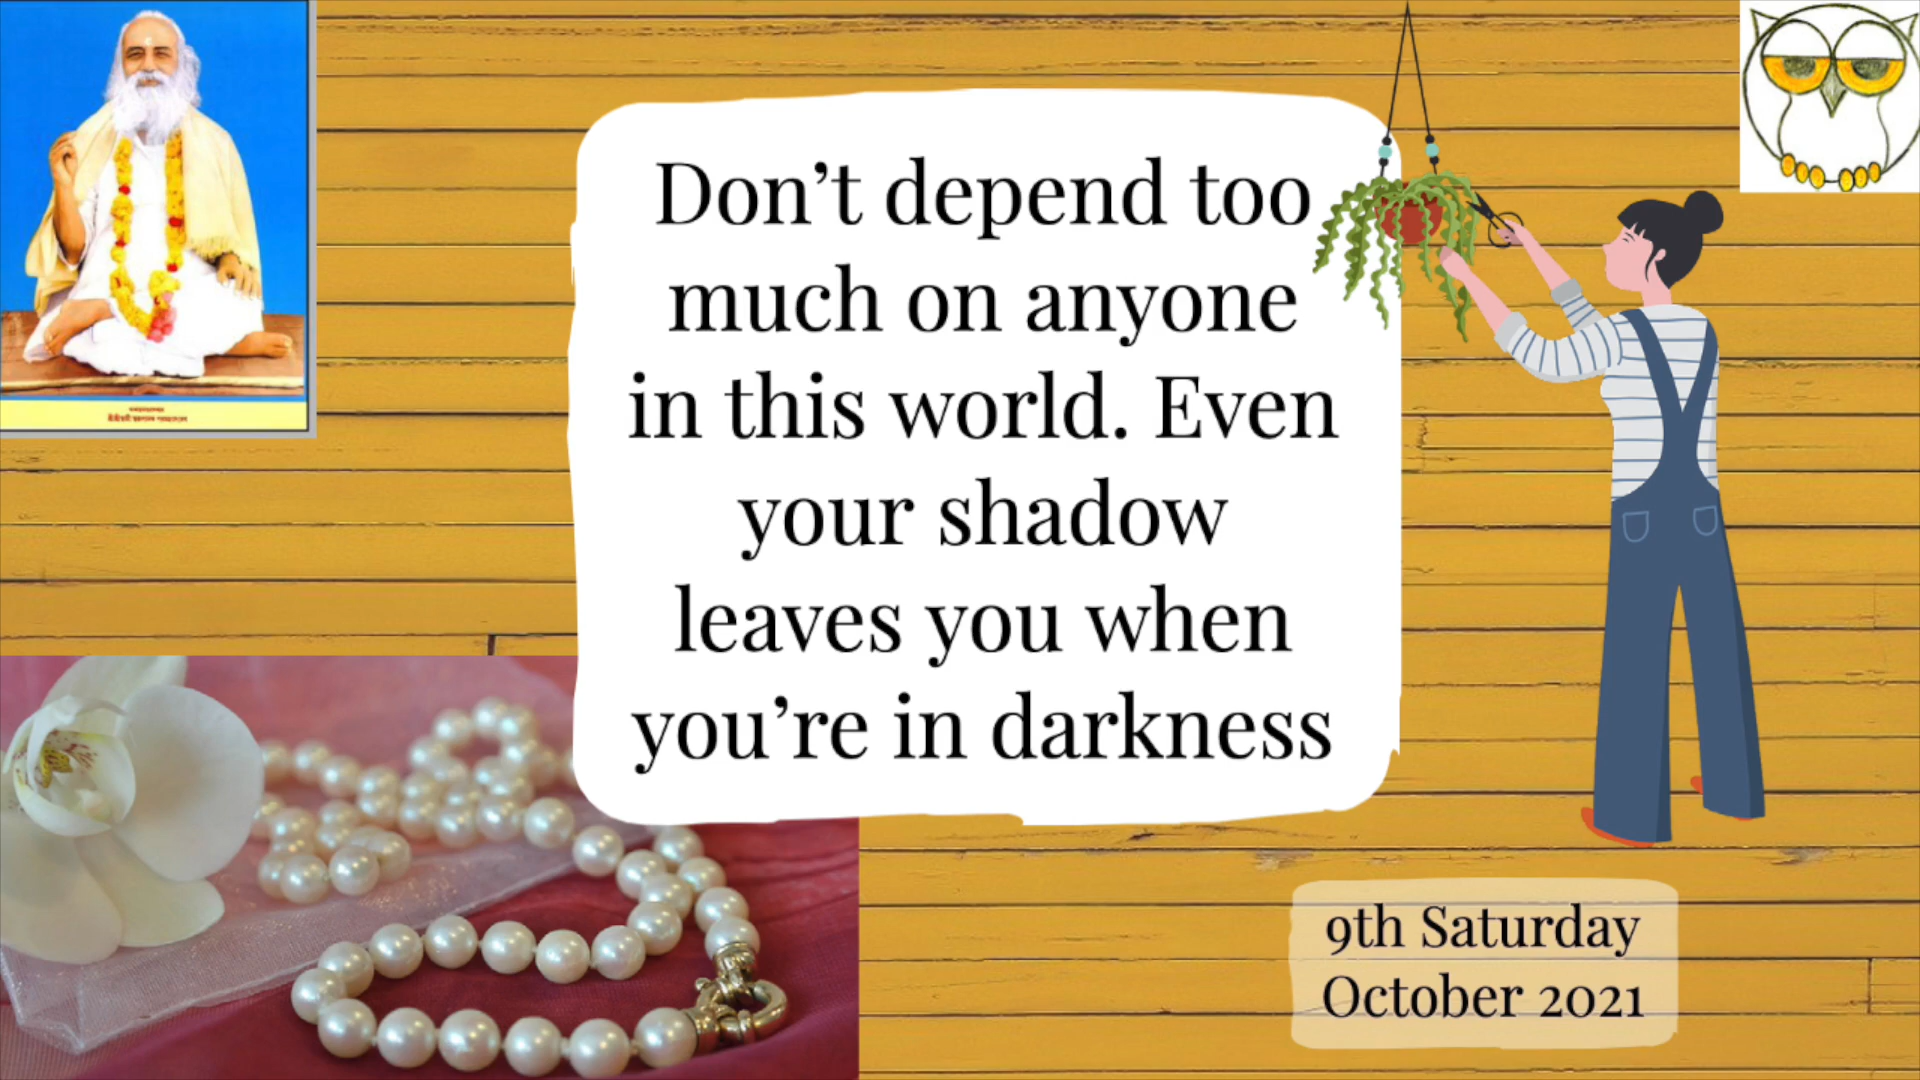 Don’t depend too
much on anyone
in this world. Even
your shadow
leaves you when
you’re in darkness
9th Saturday
October 2021